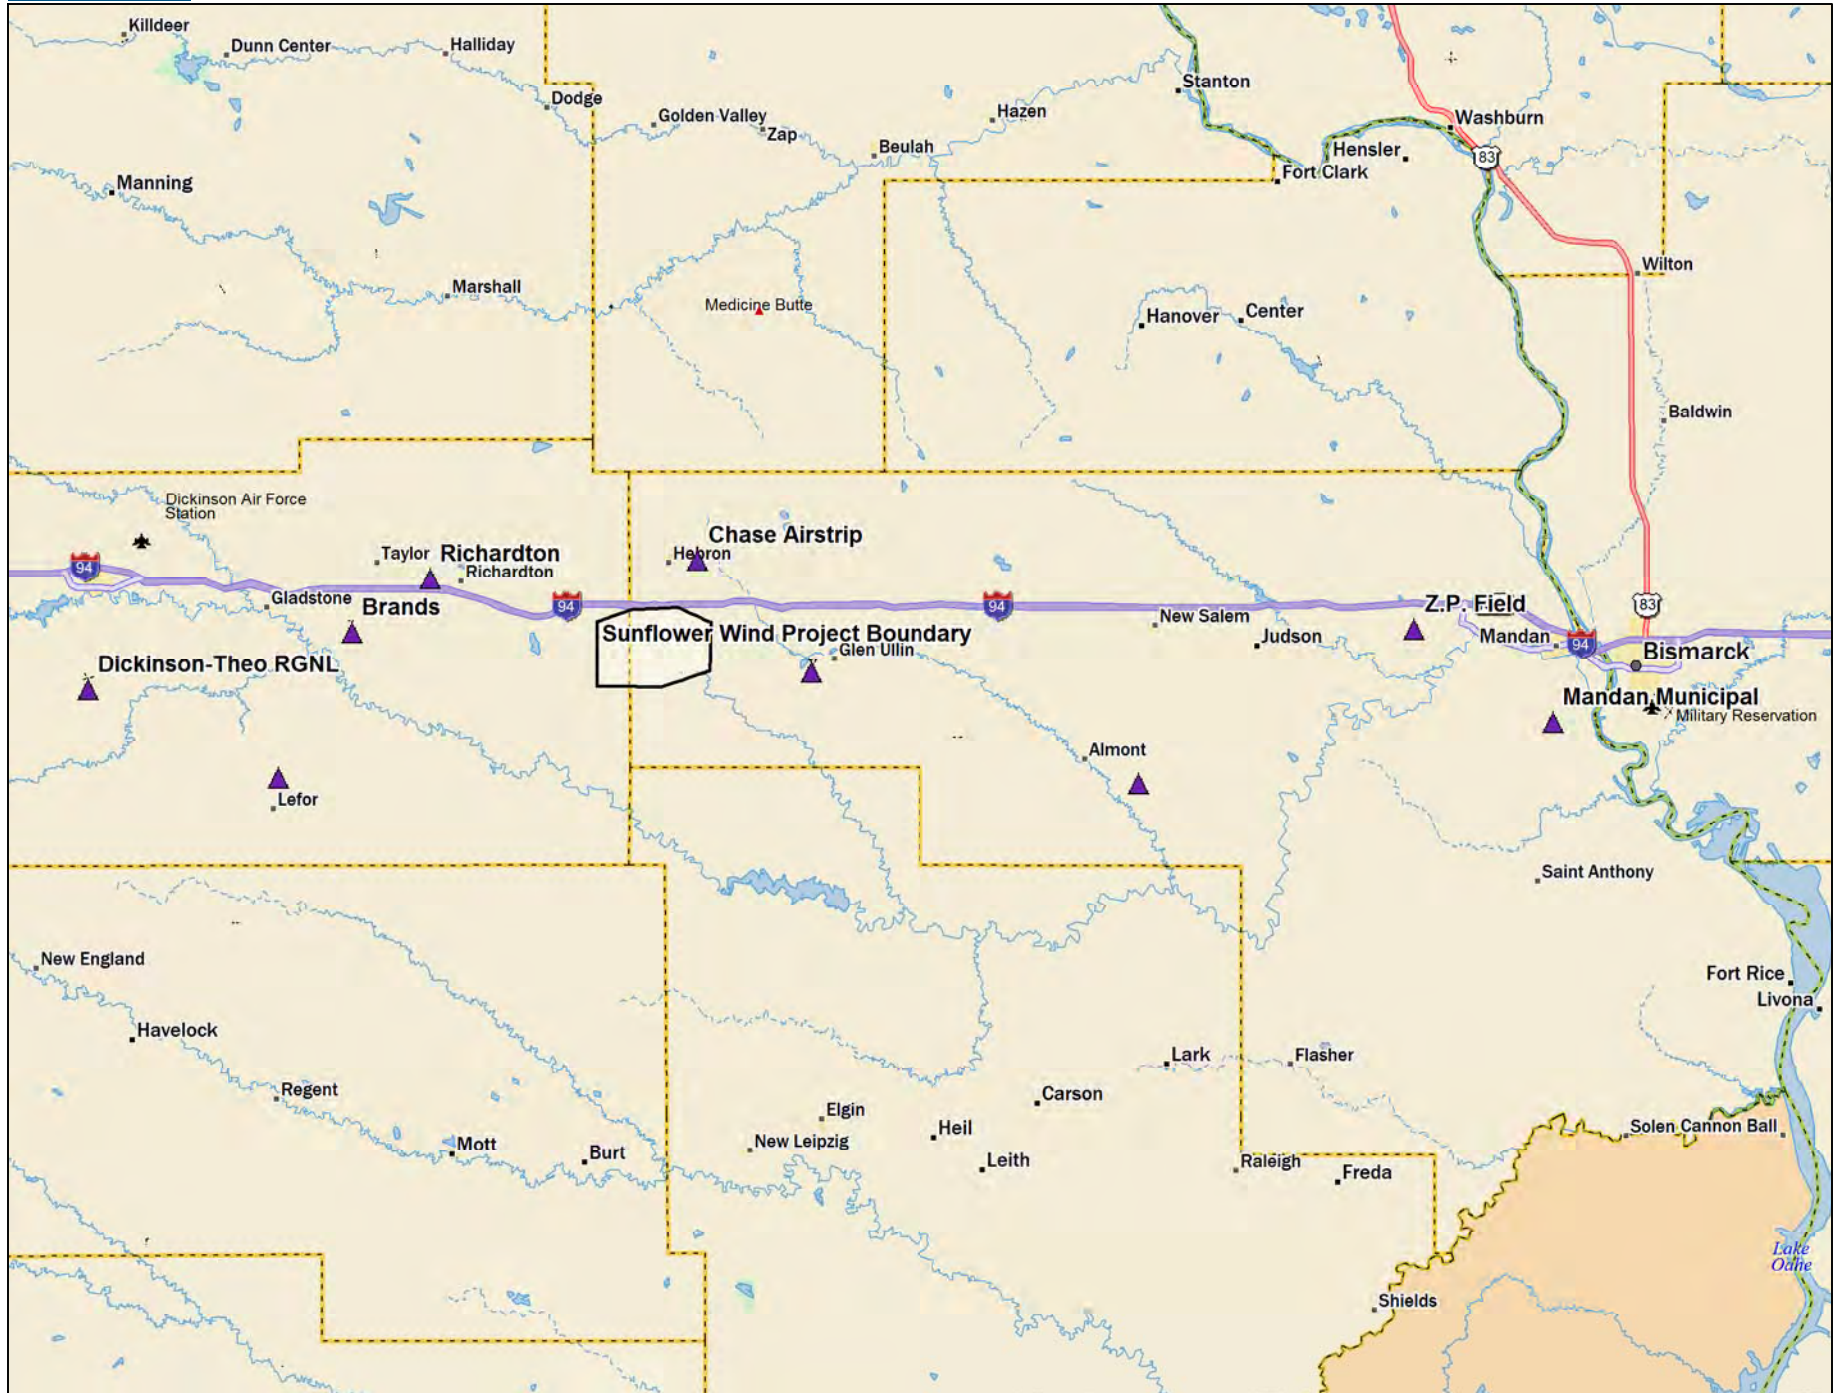 Killdeer
Dunn Center
Halliday
Dodge
Golden Valley
Zap
Beulah
Hazen
Stanton
Washburn
Hensler
83
Fort Clark
Manning
Marshall
Medicine Butte
Hanover
Center
Wilton
Baldwin
Dickinson Air Force
Station
94
Taylor
Richardton
Richardton
Hebron
Chase Airstrip
Gladstone
Brands
94
94
New Salem
Judson
Z.P. Field
Mandan
94
83
Bismarck
Sunflower Wind Project Boundary
Glen Ullin
Dickinson-Theo RGNL
Mandan Municipal
Military Reservation
Almont
Lefor
Saint Anthony
New England
Fort Rice
Livona
Havelock
Regent
Mott
Burt
Elgin
New Leipzig
Heil
Leith
Carson
Lark
Flasher
Raleigh
Freda
Solen
Cannon Ball
Lake
Oahe
Shields